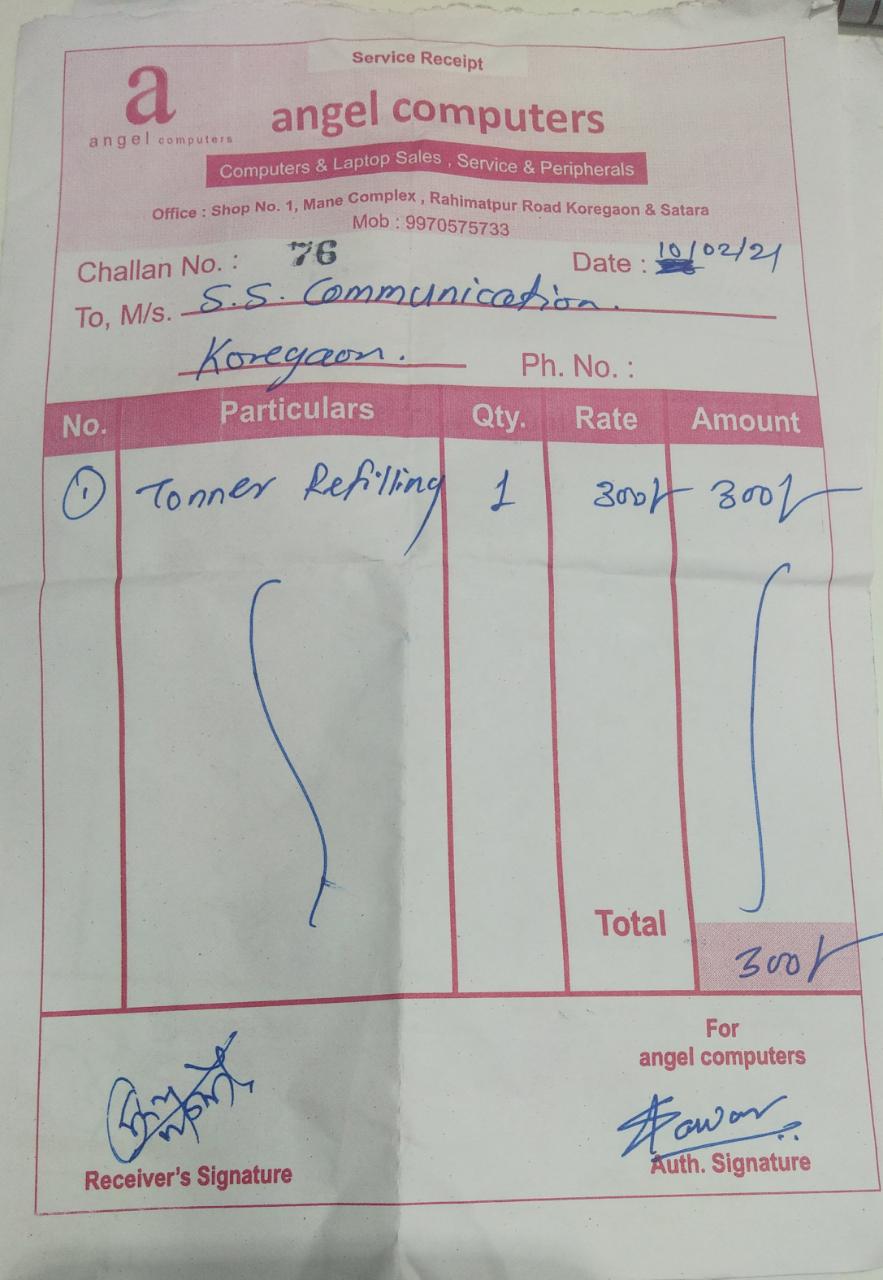 Service Receipt
a
angel computers
angel computers
Computers & Laptop Sales , Service & Peripherals
Office : Shop No. 1, Mane Complex , Rahimatpur Road Koregaon & Satara
Mob : 9970575733
Challan No. : 76 Date : 10/02/21
To, M/s. S.S. Communication.
Koregaon. Ph. No. :
No. Particulars Qty. Rate Amount
1 Tonner Refilling 1 300/- 300/-
Total
300/-
For
angel computers
Receiver's Signature
Auth. Signature